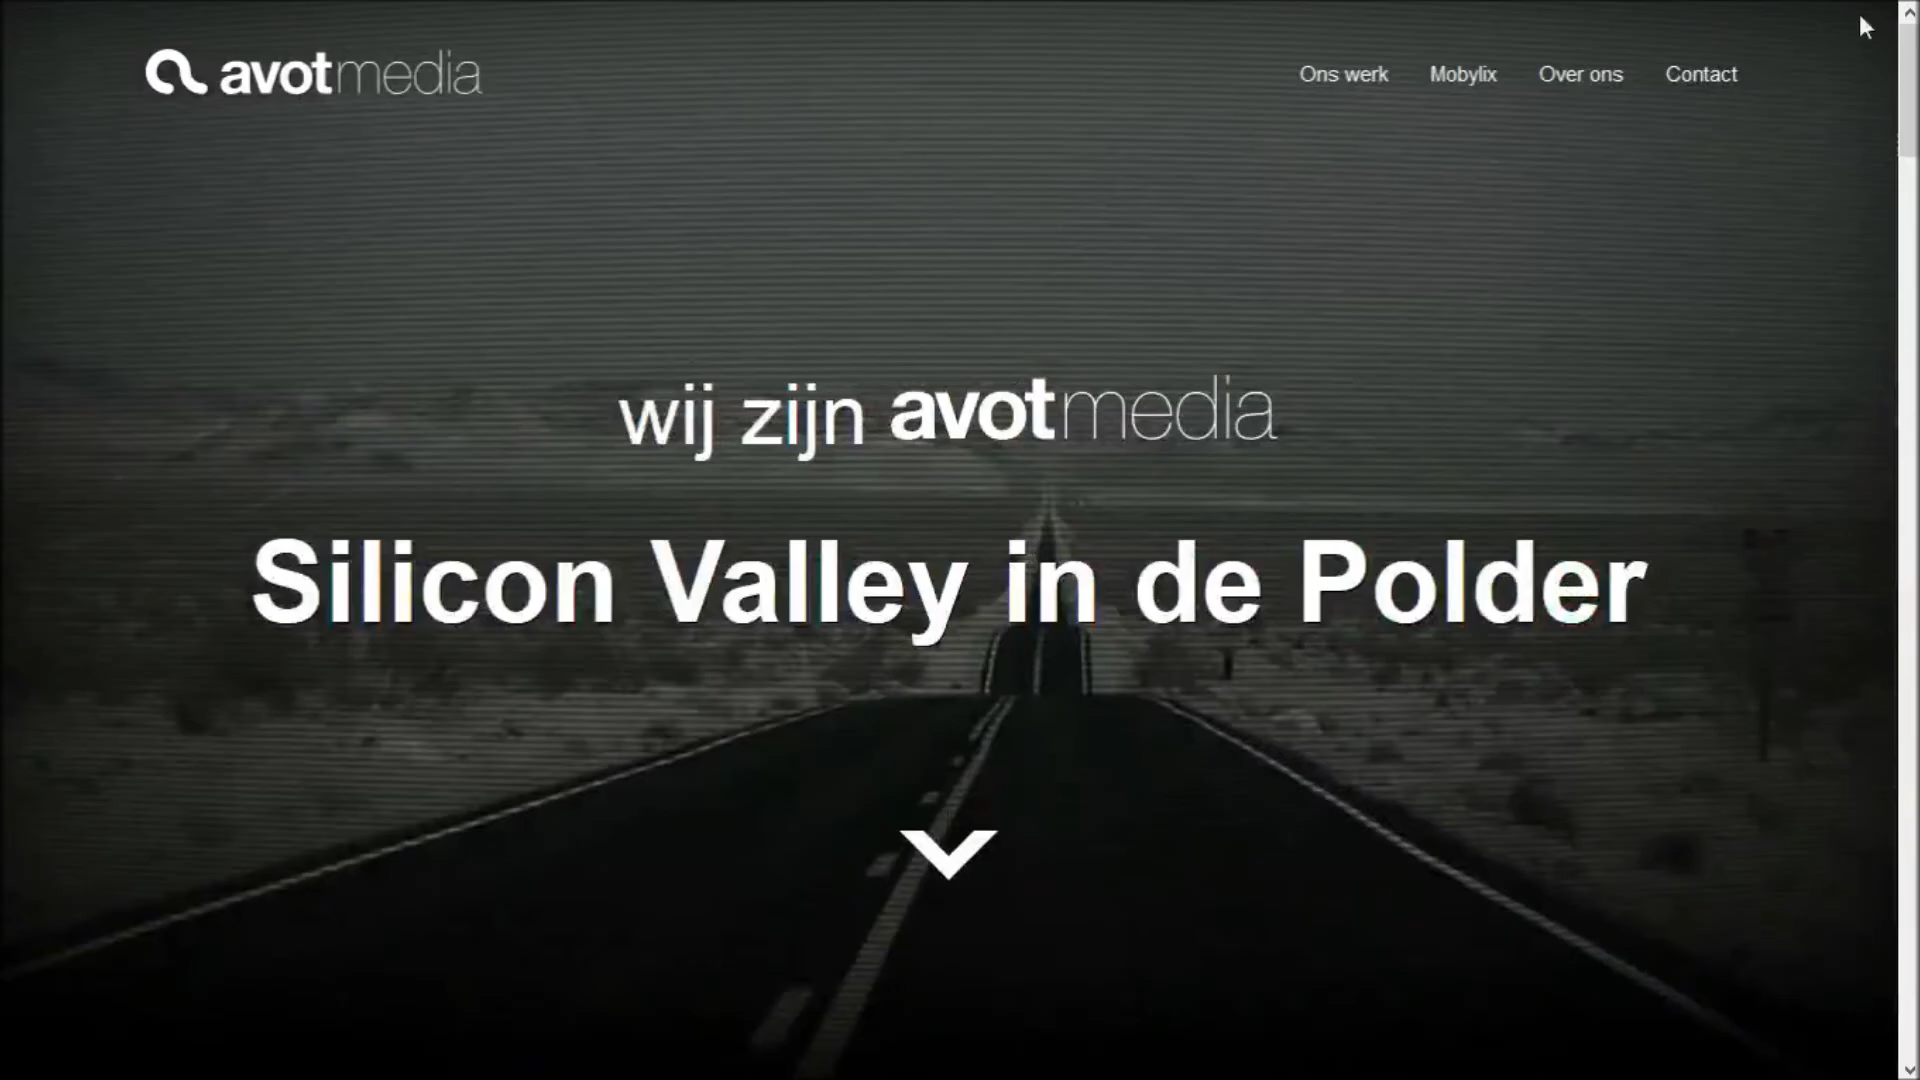 avotmedia
Ons werk Mobylix Over ons Contact
wij zijn avotmedia
Silicon Valley in de Polder